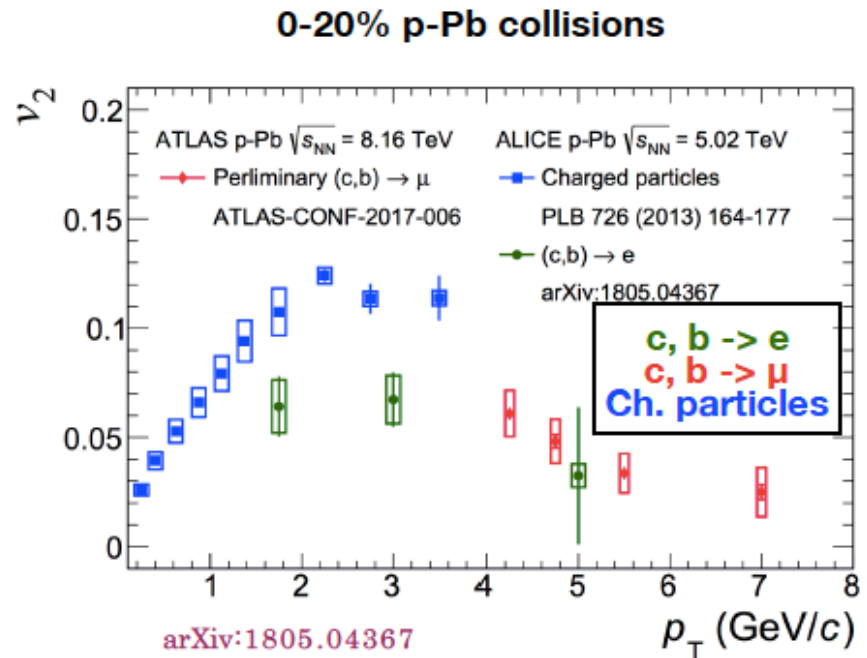 0-20% p-Pb collisions
v₂
0.2
0.15
0.1
0.05
0
ATLAS p-Pb √sNN = 8.16 TeV
Perliminary (c,b) → μ
ATLAS-CONF-2017-006
ALICE p-Pb √sNN = 5.02 TeV
Charged particles
PLB 726 (2013) 164-177
(c,b) → e
arXiv:1805.04367
c, b -> e
c, b -> μ
Ch. particles
1 2 3 4 5 6 7 8
arXiv:1805.04367
pT (GeV/c)